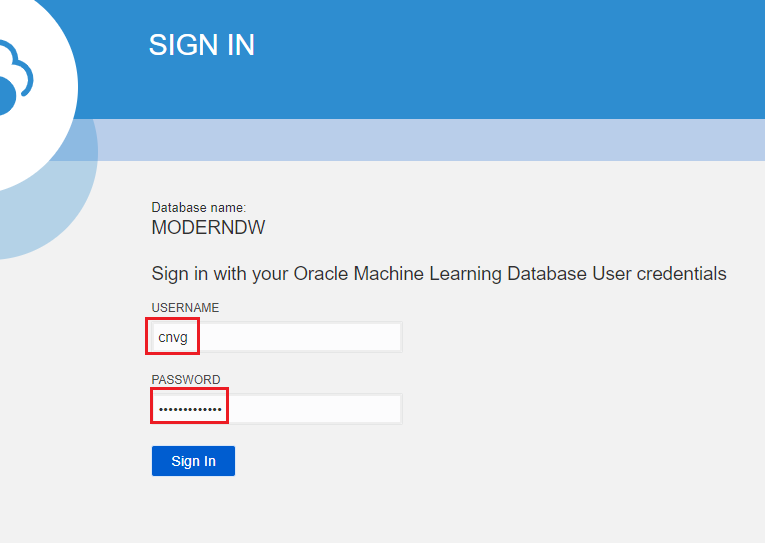 SIGN IN
Database name:
MODERNDW
Sign in with your Oracle Machine Learning Database User credentials
USERNAME
cnvg
PASSWORD
•••••••••••••
Sign In